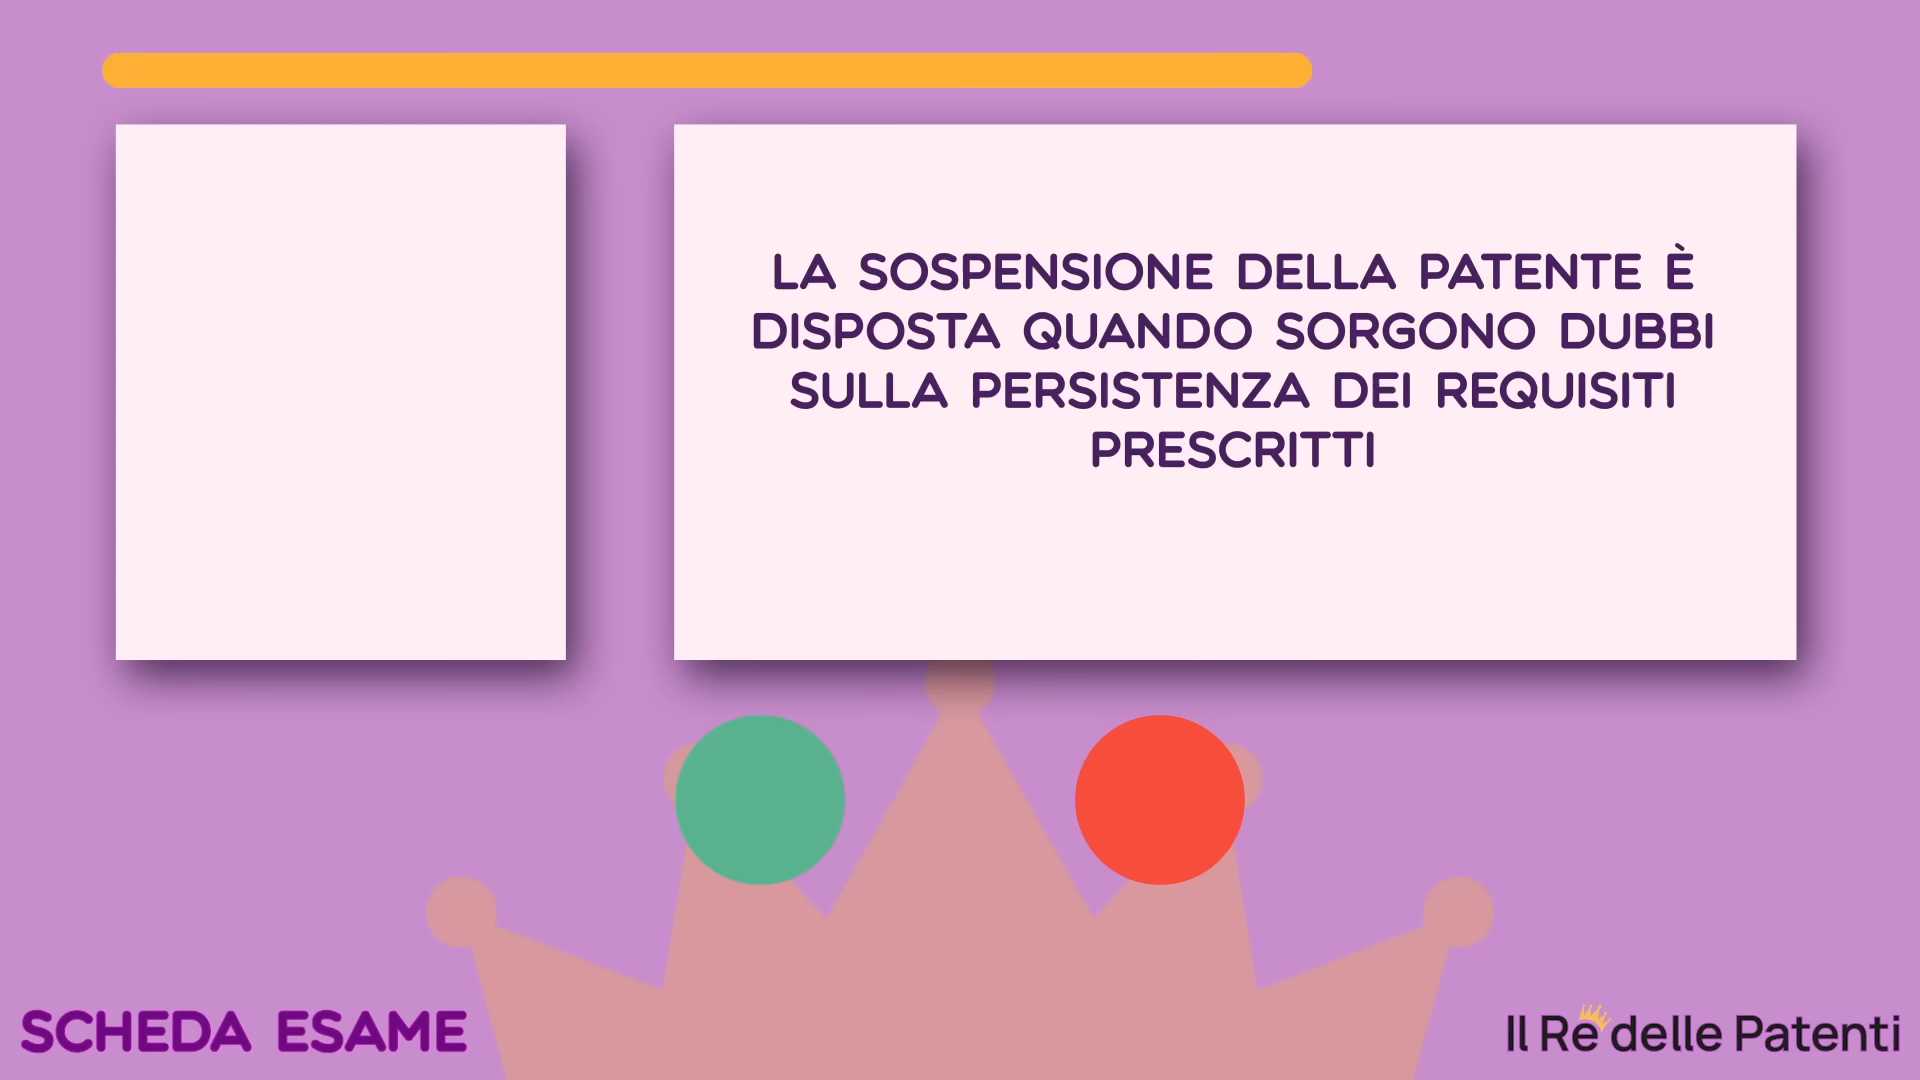 LA SOSPENSIONE DELLA PATENTE È
DISPOSTA QUANDO SORGONO DUBBI
SULLA PERSISTENZA DEI REQUISITI
PRESCRITTI
SCHEDA ESAME
Il Re delle Patenti